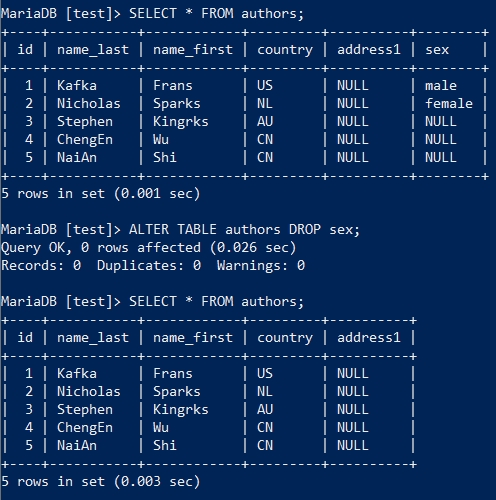 MariaDB [test]> SELECT * FROM authors;
+----+-----------+------------+---------+----------+--------+
| id | name_last | name_first | country | address1 | sex    |
+----+-----------+------------+---------+----------+--------+
|  1 | Kafka     | Frans      | US      | NULL     | male   |
|  2 | Nicholas  | Sparks     | NL      | NULL     | female |
|  3 | Stephen   | Kingrks    | AU      | NULL     | NULL   |
|  4 | ChengEn   | Wu         | CN      | NULL     | NULL   |
|  5 | NaiAn     | Shi        | CN      | NULL     | NULL   |
+----+-----------+------------+---------+----------+--------+
5 rows in set (0.001 sec)
MariaDB [test]> ALTER TABLE authors DROP sex;
Query OK, 0 rows affected (0.026 sec)
Records: 0  Duplicates: 0  Warnings: 0
MariaDB [test]> SELECT * FROM authors;
+----+-----------+------------+---------+----------+
| id | name_last | name_first | country | address1 |
+----+-----------+------------+---------+----------+
|  1 | Kafka     | Frans      | US      | NULL     |
|  2 | Nicholas  | Sparks     | NL      | NULL     |
|  3 | Stephen   | Kingrks    | AU      | NULL     |
|  4 | ChengEn   | Wu         | CN      | NULL     |
|  5 | NaiAn     | Shi        | CN      | NULL     |
+----+-----------+------------+---------+----------+
5 rows in set (0.003 sec)